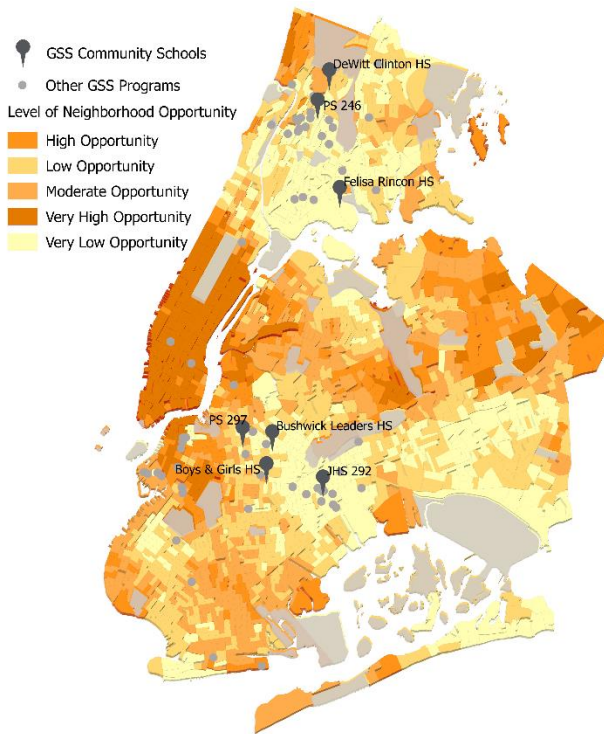 GSS Community Schools
Other GSS Programs
Level of Neighborhood Opportunity
High Opportunity
Low Opportunity
Moderate Opportunity
Very High Opportunity
Very Low Opportunity
DeWitt Clinton HS
PS 246
Felisa Rincon HS
PS 297
Bushwick Leaders HS
Boys & Girls HS
JHS 292